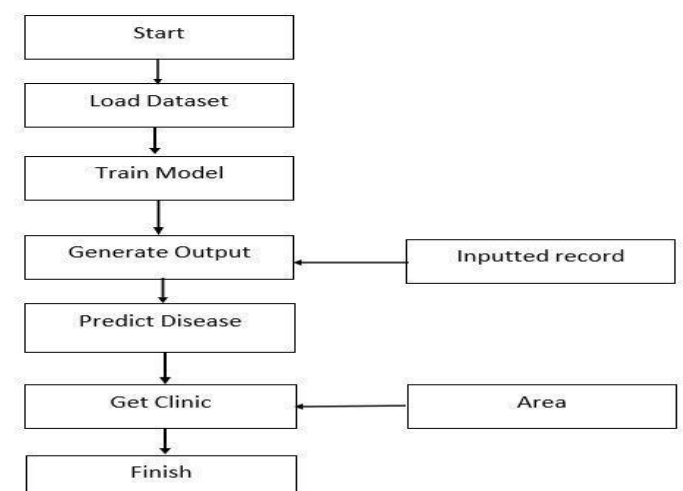 Start
Load Dataset
Train Model
Generate Output
Inputted record
Predict Disease
Get Clinic
Area
Finish